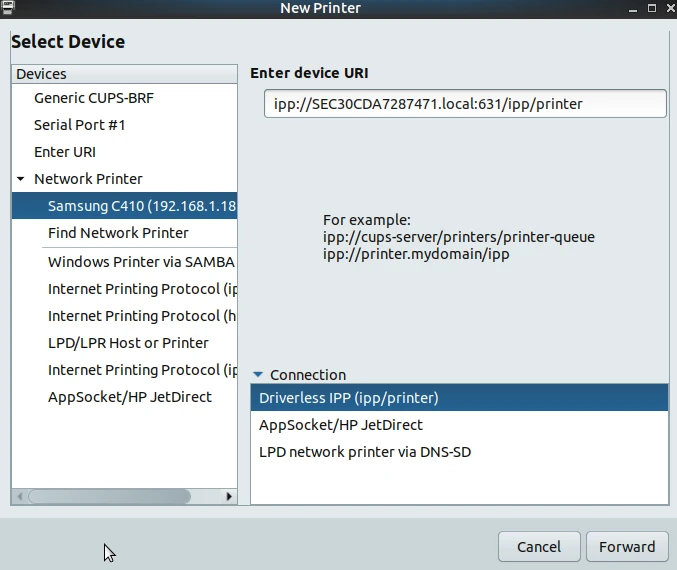 New Printer
Select Device
Devices
Generic CUPS-BRF
Serial Port #1
Enter URI
Network Printer
Samsung C410 (192.168.1.18
Find Network Printer
Windows Printer via SAMBA
Internet Printing Protocol (ip
Internet Printing Protocol (h
LPD/LPR Host or Printer
Internet Printing Protocol (ip
AppSocket/HP JetDirect
Enter device URI
ipp://SEC30CDA7287471.local:631/ipp/printer
For example:
ipp://cups-server/printers/printer-queue
ipp://printer.mydomain/ipp
Connection
Driverless IPP (ipp/printer)
AppSocket/HP JetDirect
LPD network printer via DNS-SD
Cancel
Forward